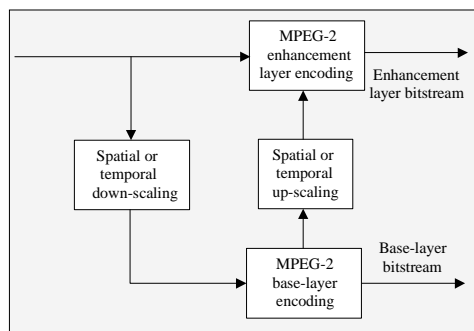 MPEG-2
enhancement
layer encoding
Enhancement
layer bitstream
Spatial or
temporal
down-scaling
Spatial or
temporal
up-scaling
MPEG-2
base-layer
encoding
Base-layer
bitstream